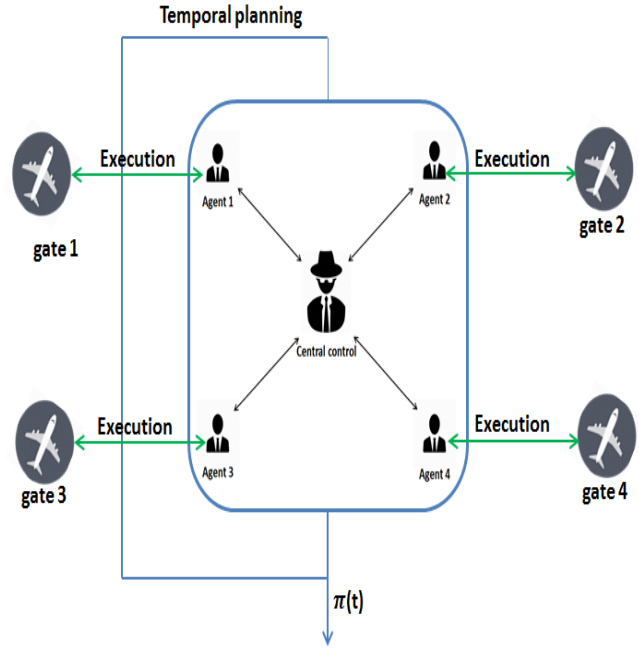 Temporal planning
Execution
Execution
Agent 1
Agent 2
gate 1
gate 2
Central control
Execution
Execution
Agent 3
Agent 4
gate 3
gate 4
π(t)